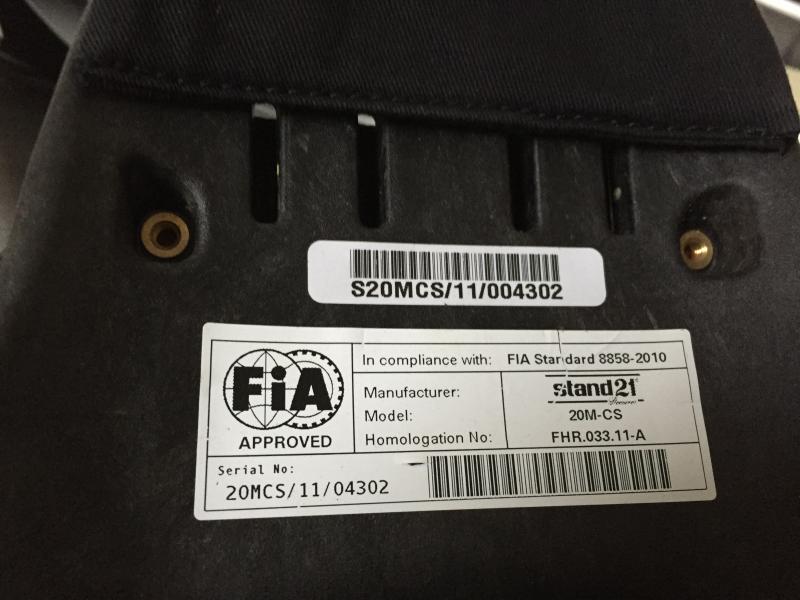 S20MCS/11/004302
FiA
APPROVED
In compliance with: FIA Standard 8858-2010
Manufacturer: stand21
Model: 20M-CS
Homologation No: FHR.033.11-A
Serial No:
20MCS/11/04302